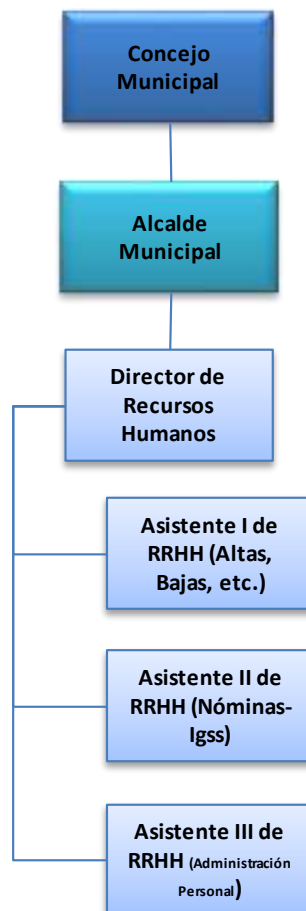 Concejo
Municipal
Alcalde
Municipal
Director de
Recursos
Humanos
Asistente I de
RRHH (Altas,
Bajas, etc.)
Asistente II de
RRHH (Nóminas-
Igss)
Asistente III de
RRHH (Administración
Personal)